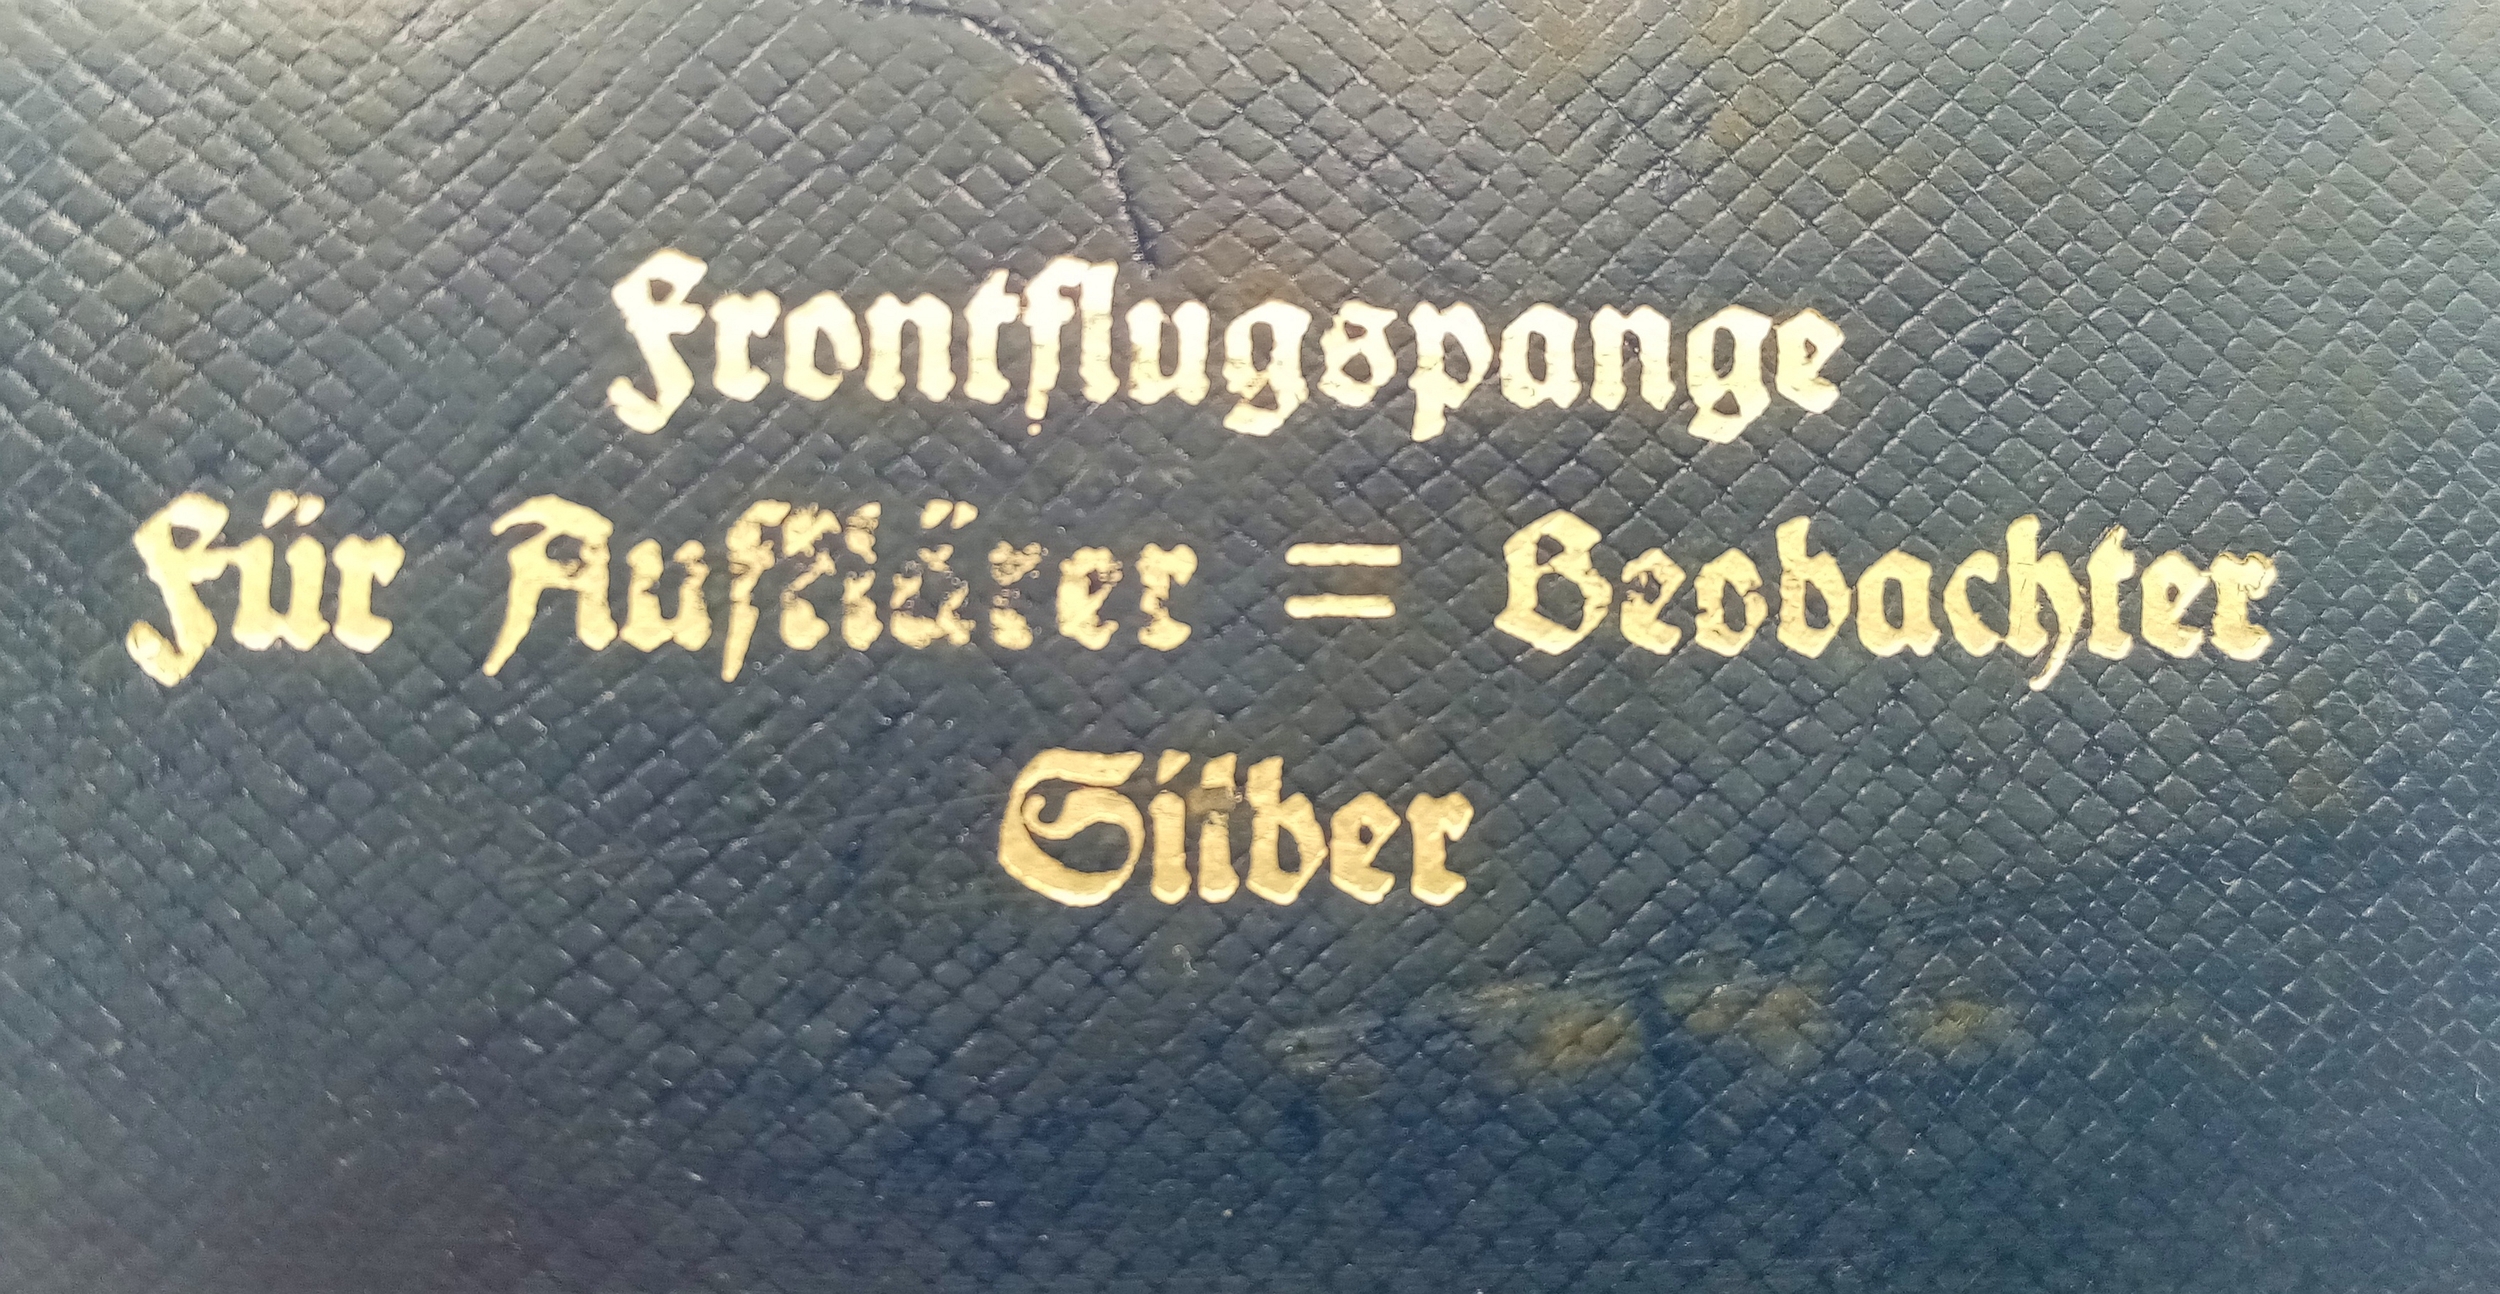 Frontflugspange
Für Aufklärer = Beobachter
Silber